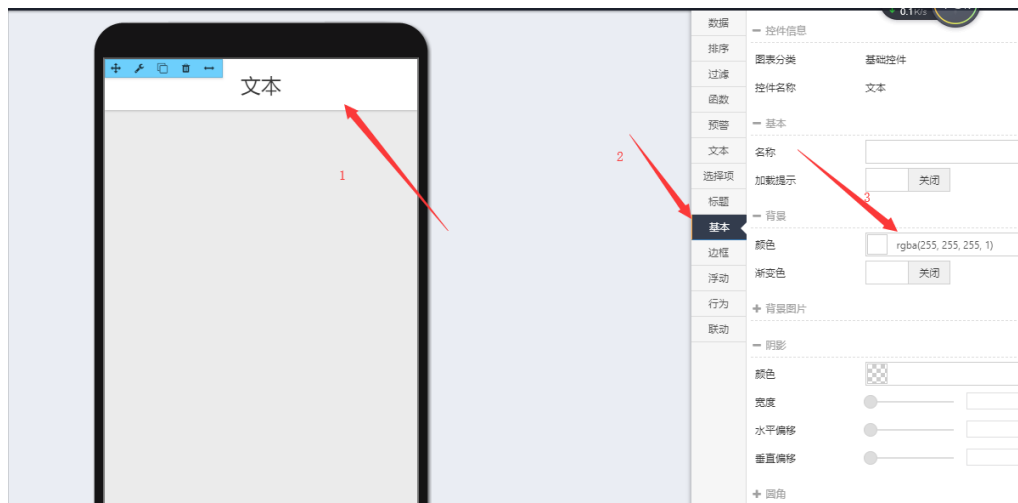 0.1K/s
文本
1
2
3
数据
排序
过滤
函数
预警
文本
选择项
标题
基本
边框
浮动
行为
联动
控件信息
图表分类 基础控件
控件名称 文本
基本
名称
加载提示 关闭
背景
颜色 rgba(255, 255, 255, 1)
渐变色 关闭
背景图片
阴影
颜色
宽度
水平偏移
垂直偏移
圆角